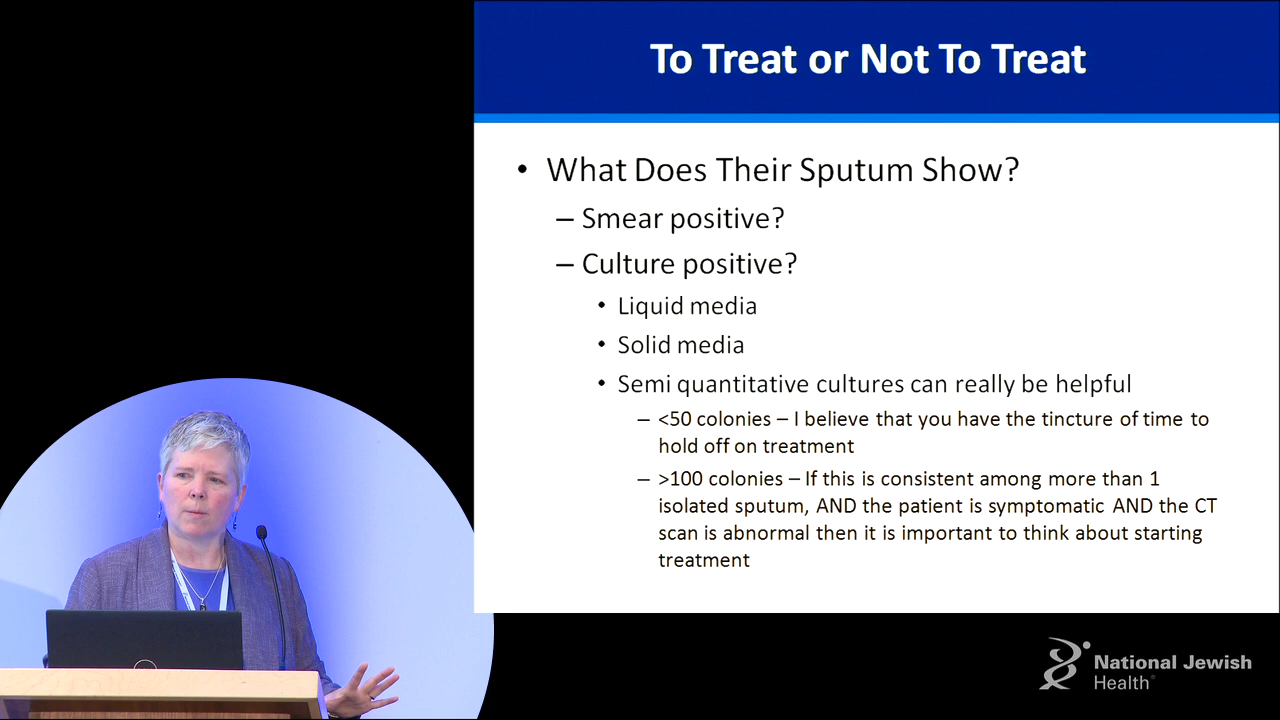 To Treat or Not To Treat
• What Does Their Sputum Show?
– Smear positive?
– Culture positive?
• Liquid media
• Solid media
• Semi quantitative cultures can really be helpful
– <50 colonies – I believe that you have the tincture of time to
hold off on treatment
– >100 colonies – If this is consistent among more than 1
isolated sputum, AND the patient is symptomatic AND the CT
scan is abnormal then it is important to think about starting
treatment
National Jewish
Health®